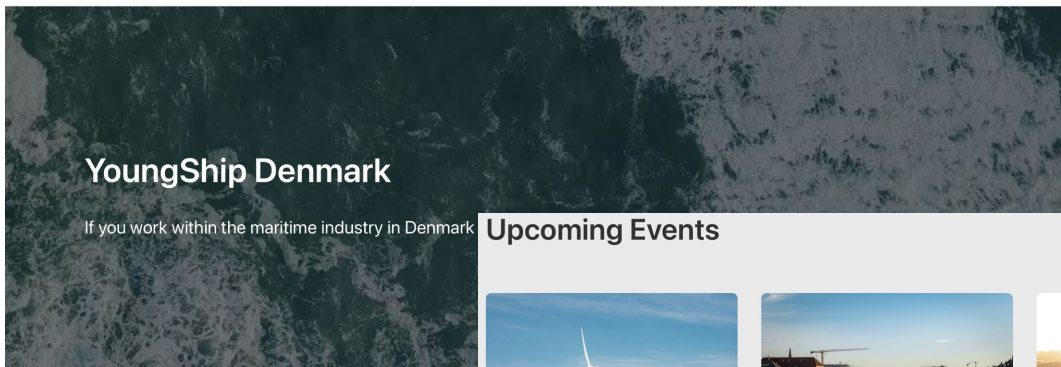 YoungShip Denmark
If you work within the maritime industry in Denmark
Upcoming Events